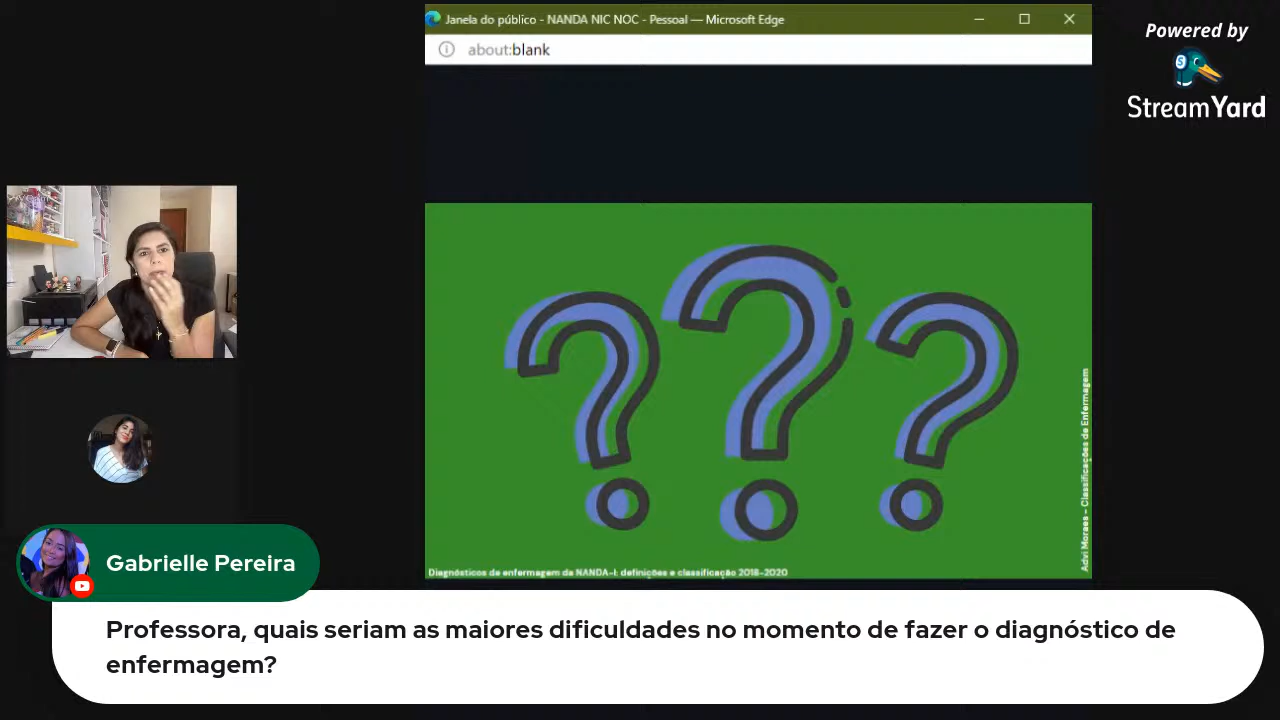 Janela do público - NANDA NIC NOC - Pessoal — Microsoft Edge
about:blank
Powered by
StreamYard
Advi Moraes - Classificações de Enfermagem
Diagnósticos de enfermagem da NANDA-I: definições e classificação 2018-2020
Gabrielle Pereira
Professora, quais seriam as maiores dificuldades no momento de fazer o diagnóstico de
enfermagem?